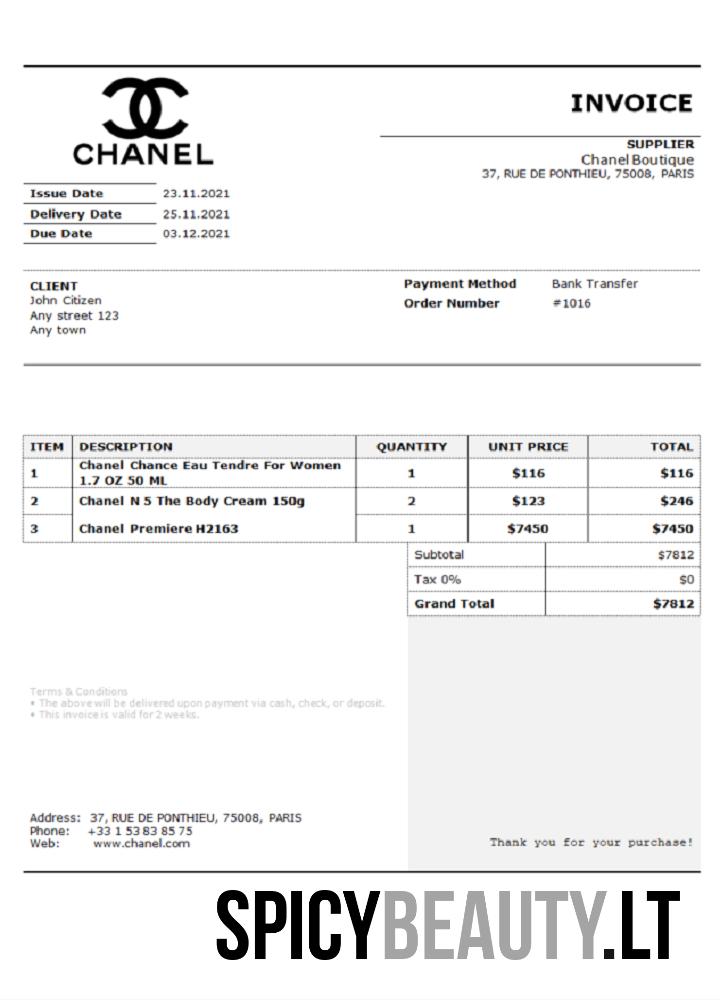 CHANEL
INVOICE
SUPPLIER
Chanel Boutique
37, RUE DE PONTHIEU, 75008, PARIS
Issue Date 23.11.2021
Delivery Date 25.11.2021
Due Date 03.12.2021
CLIENT
John Citizen
Any street 123
Any town
Payment Method Bank Transfer
Order Number #1016
ITEM DESCRIPTION QUANTITY UNIT PRICE TOTAL
1 Chanel Chance Eau Tendre For Women 1 $116 $116
1.7 OZ 50 ML
2 Chanel N 5 The Body Cream 150g 2 $123 $246
3 Chanel Premiere H2163 1 $7450 $7450
Subtotal $7812
Tax 0% $0
Grand Total $7812
Terms & Conditions
• The above will be delivered upon payment via cash, check, or deposit.
• This invoice is valid for 2 weeks.
Address: 37, RUE DE PONTHIEU, 75008, PARIS
Phone: +33 1 53 83 85 75
Web: www.chanel.com
Thank you for your purchase!
SPICYBEAUTY.LT